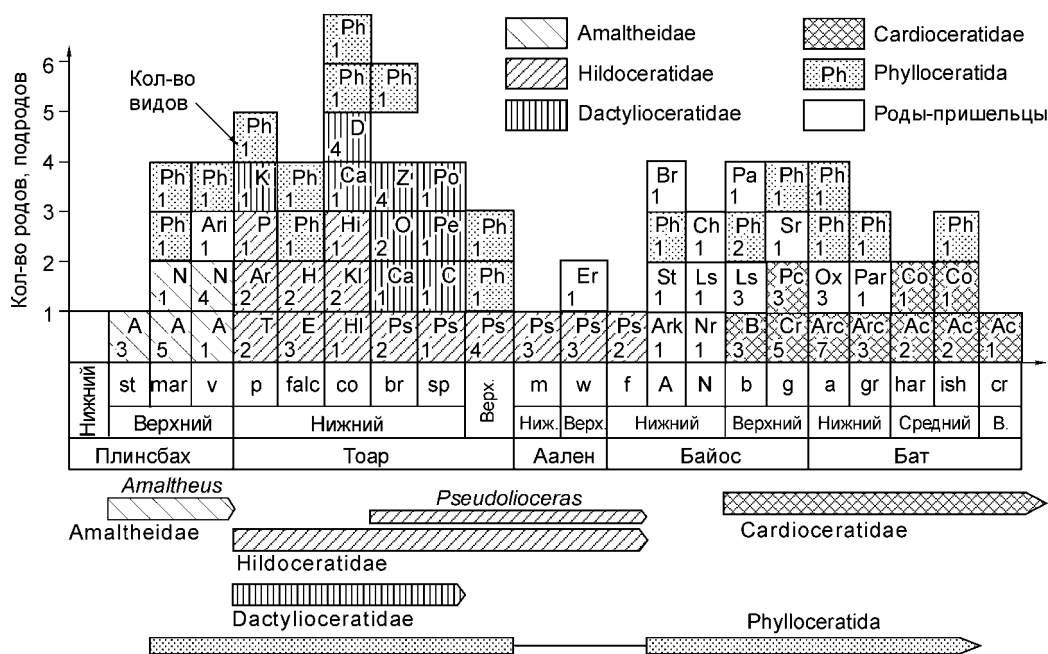 Amaltheidae
Hildoceratidae
Dactylioceratidae
Cardioceratidae
Ph Phylloceratida
Роды-пришельцы
Кол-во родов, подродов
Кол-во
видов
Ph
1
6 Ph Ph
1 1
5 Ph D
1 4
4 Ph Ph K Ph Ca Z Po Br Pa Ph Ph
1 1 1 1 1 4 1 1 1 1 1
3 Ph Ari P Ph Hi O Pe Ph Ph Ch Ph Sr Ph Ph Ph
1 1 1 1 1 2 1 1 1 1 2 1 1 1 1
2 N N Ar H Kl Ca C Ph Er St Ls Ls Pc Ox Par Co Co
1 4 2 2 2 1 1 1 1 1 1 3 3 3 1 1 1
1 A A A T E Hl Ps Ps Ps Ps Ps Ps Ark Nr B Cr Arc Arc Ac Ac Ac
3 5 1 2 3 1 2 1 4 3 3 2 1 1 3 5 7 3 2 2 1
Нижний st mar v p falc co br sp Верх. m w f A N b g a gr har ish cr
Верхний Нижний Ниж. Верх. Нижний Верхний Нижний Средний В.
Плинсбах Тоар Аален Байос Бат
Amaltheus Pseudolioceras
Amaltheidae Cardioceratidae
Hildoceratidae
Dactylioceratidae Phylloceratida